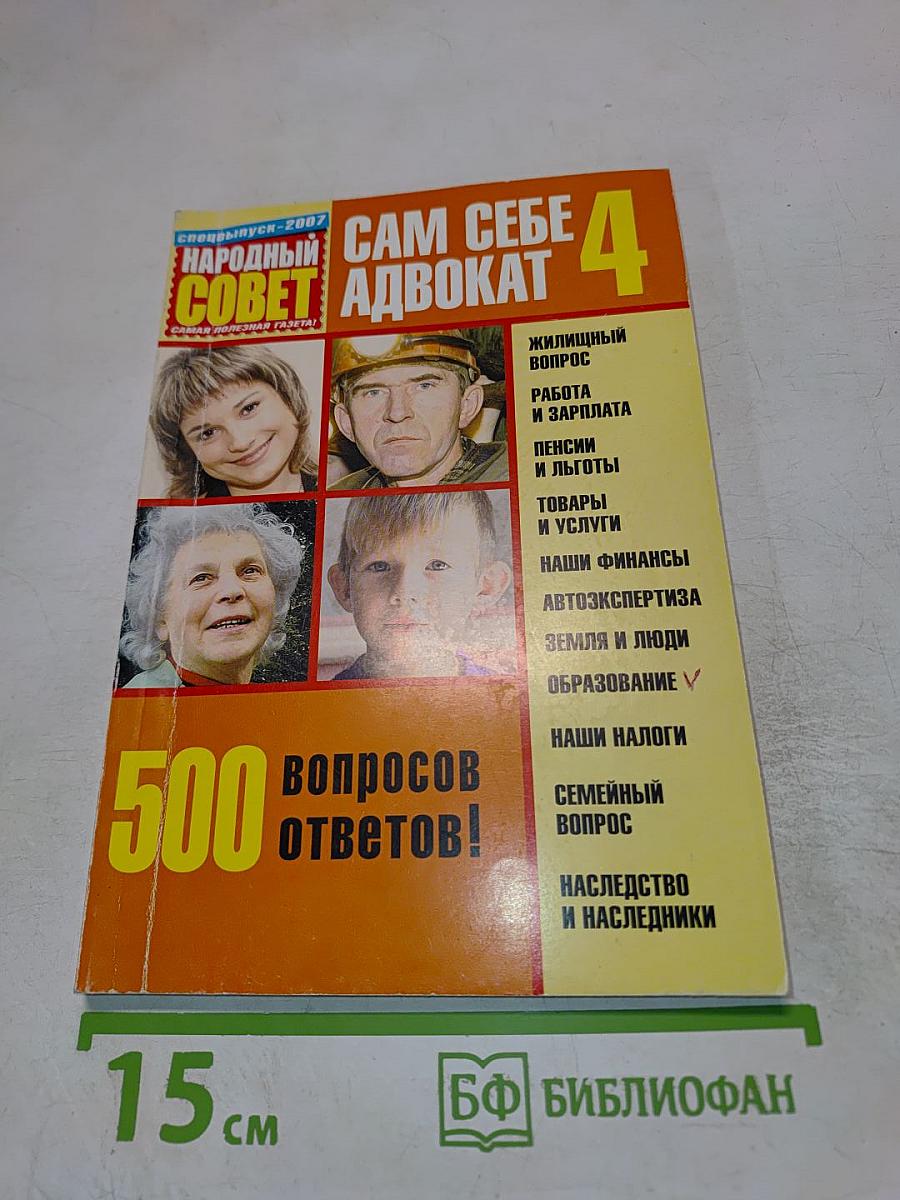 спецвыпуск-2007
НАРОДНЫЙ
СОВЕТ
САМАЯ ПОЛЕЗНАЯ ГАЗЕТА!
САМ СЕБЕ
АДВОКАТ
4
ЖИЛИЩНЫЙ
ВОПРОС
РАБОТА
И ЗАРПЛАТА
ПЕНСИИ
И ЛЬГОТЫ
ТОВАРЫ
И УСЛУГИ
НАШИ ФИНАНСЫ
АВТОЭКСПЕРТИЗА
ЗЕМЛЯ И ЛЮДИ
ОБРАЗОВАНИЕ
НАШИ НАЛОГИ
СЕМЕЙНЫЙ
ВОПРОС
НАСЛЕДСТВО
И НАСЛЕДНИКИ
500 вопросов
ответов!
15 см
БФ БИБЛИОФАН